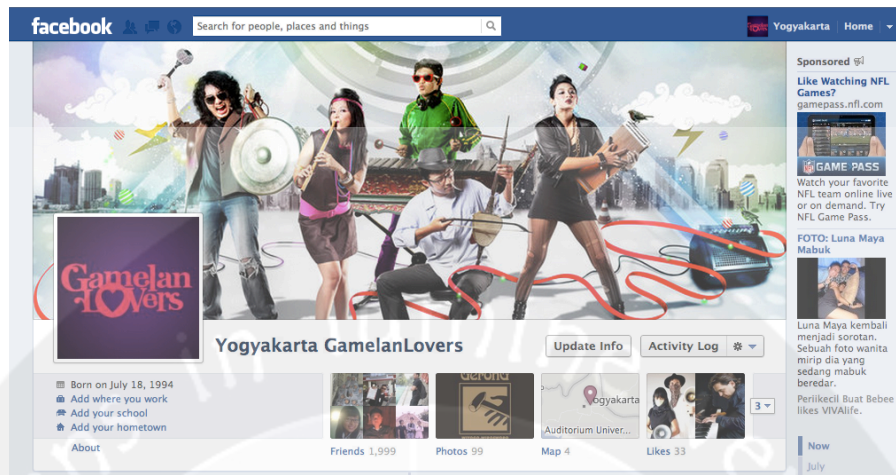 facebook
Search for people, places and things
Yogyakarta
Home
Sponsored
Like Watching NFL
Games?
gamepass.nfl.com
NFL GAME PASS
Watch your favorite
NFL team online live
or on demand. Try
NFL Game Pass.
FOTO: Luna Maya
Mabuk
Luna Maya kembali
menjadi sorotan.
Sebuah foto wanita
mirip dia yang
sedang mabuk
beredar.
Periikecil Buat Bebee
likes VIVAlife.
Gamelan
Lovers
Yogyakarta GamelanLovers
Update Info
Activity Log
Born on July 18, 1994
Add where you work
Add your school
Add your hometown
About
Yogyakarta
Auditorium Univer...
3
Friends 1,999
Photos 99
Map 4
Likes 33
Now
July